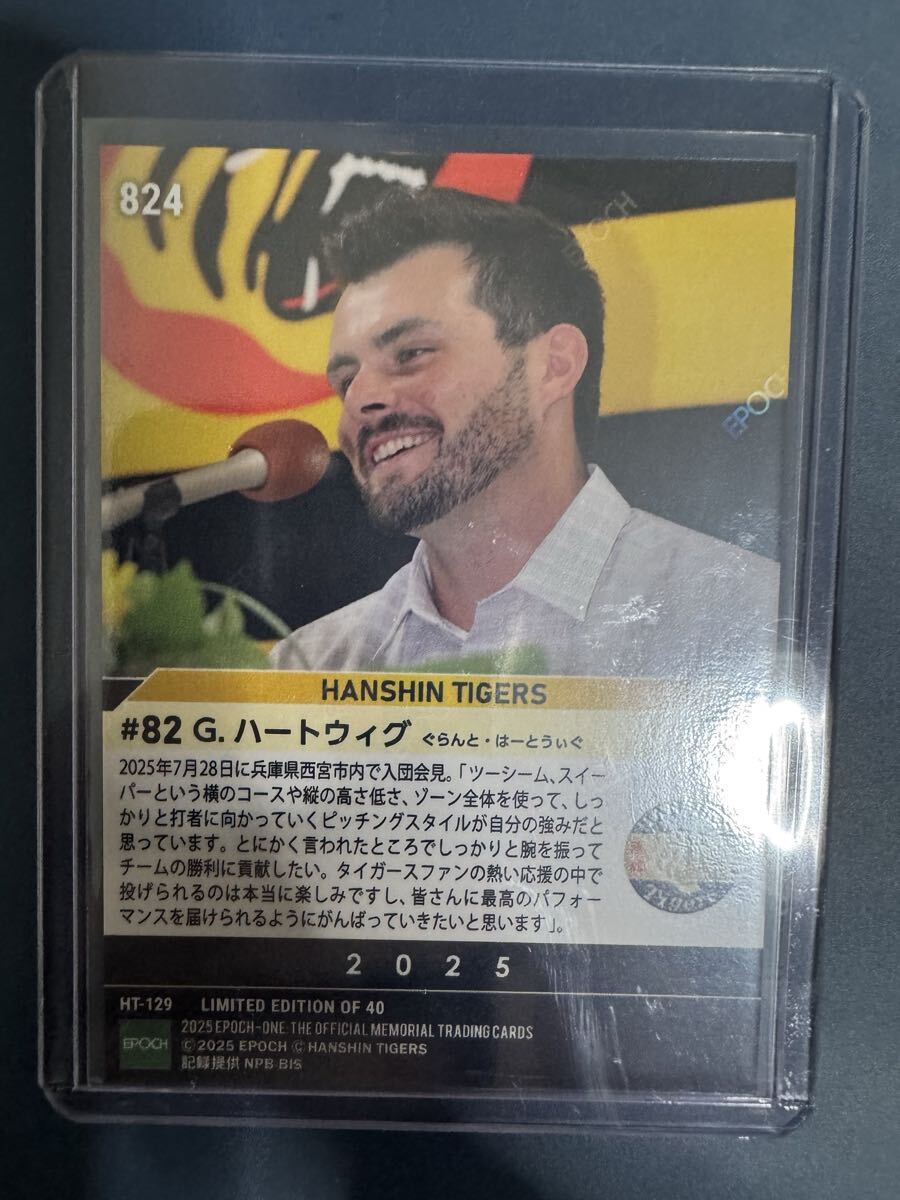 824
EPOCH
EPOCH
HANSHIN TIGERS
#82 G. ハートウィグ ぐらんと・はーとうぃぐ
2025年7月28日に兵庫県西宮市内で入団会見。「ツーシーム、スイー
パーという横のコースや縦の高さ低さ、ゾーン全体を使って、しっ
かりと打者に向かっていくピッチングスタイルが自分の強みだと
思っています。とにかく言われたところでしっかりと腕を振って
チームの勝利に貢献したい。タイガースファンの熱い応援の中で
投げられるのは本当に楽しみですし、皆さんに最高のパフォー
マンスを届けられるようにがんばっていきたいと思います」。
2025
HT-129 LIMITED EDITION OF 40
EPOCH
2025 EPOCH-ONE THE OFFICIAL MEMORIAL TRADING CARDS
©2025 EPOCH © HANSHIN TIGERS
記録提供 NPB BIS